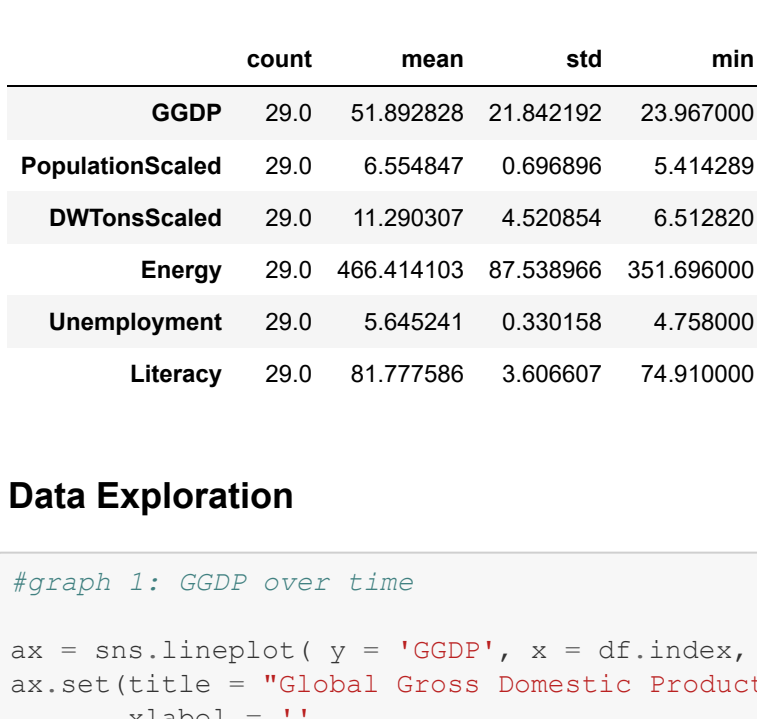 count mean std min
GGDP 29.0 51.892828 21.842192 23.967000
PopulationScaled 29.0 6.554847 0.696896 5.414289
DWTonsScaled 29.0 11.290307 4.520854 6.512820
Energy 29.0 466.414103 87.538966 351.696000
Unemployment 29.0 5.645241 0.330158 4.758000
Literacy 29.0 81.777586 3.606607 74.910000
Data Exploration
#graph 1: GGDP over time
ax = sns.lineplot( y = 'GGDP', x = df.index,
ax.set(title = "Global Gross Domestic Product
xlabel = ''